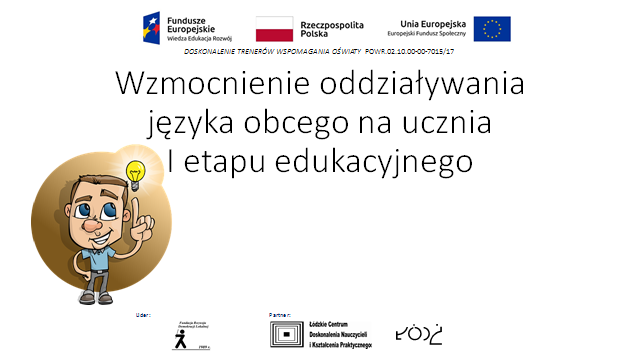 Fundusze
Europejskie
Wiedza Edukacja Rozwój
Rzeczpospolita
Polska
Unia Europejska
Europejski Fundusz Społeczny
DOSKONALENIE TRENERÓW WSPOMAGANIA OŚWIATY POWR.02.10.00-00-7015/17
Wzmocnienie oddziaływania
języka obcego na ucznia
I etapu edukacyjnego
Lider:
Partner:
Fundacja Rozwoju
Demokracji Lokalnej
1989 r.
Łódzkie Centrum
Doskonalenia Nauczycieli
i Kształcenia Praktycznego
ŁÓDŹ